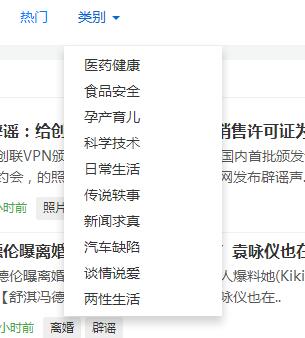 热门 类别
医药健康
食品安全
孕产育儿
科学技术
日常生活
传说轶事
新闻求真
汽车缺陷
谈情说爱
两性生活
辟谣：给创 销售许可证为
创联VPN颁 国内首批颁发
约会，的照 网发布辟谣声
小时前 照片
德伦曝离婚 袁咏仪也在
德伦曝离婚 人爆料她(Kiki
【舒淇冯德 袁咏仪也在..
小时前 离婚 辟谣